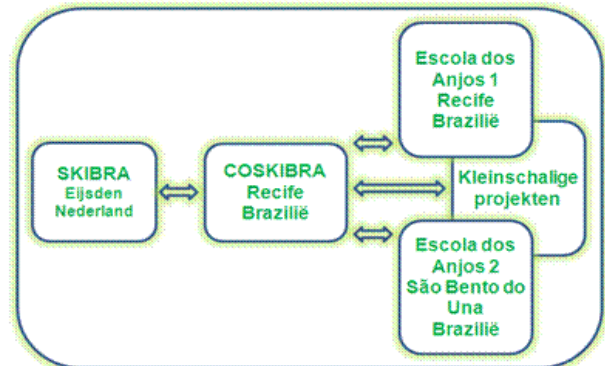 SKIBRA
Eijsden
Nederland
COSKIBRA
Recife
Brazilië
Escola dos
Anjos 1
Recife
Brazilië
Kleinschalige
projekten
Escola dos
Anjos 2
São Bento do
Una
Brazilië